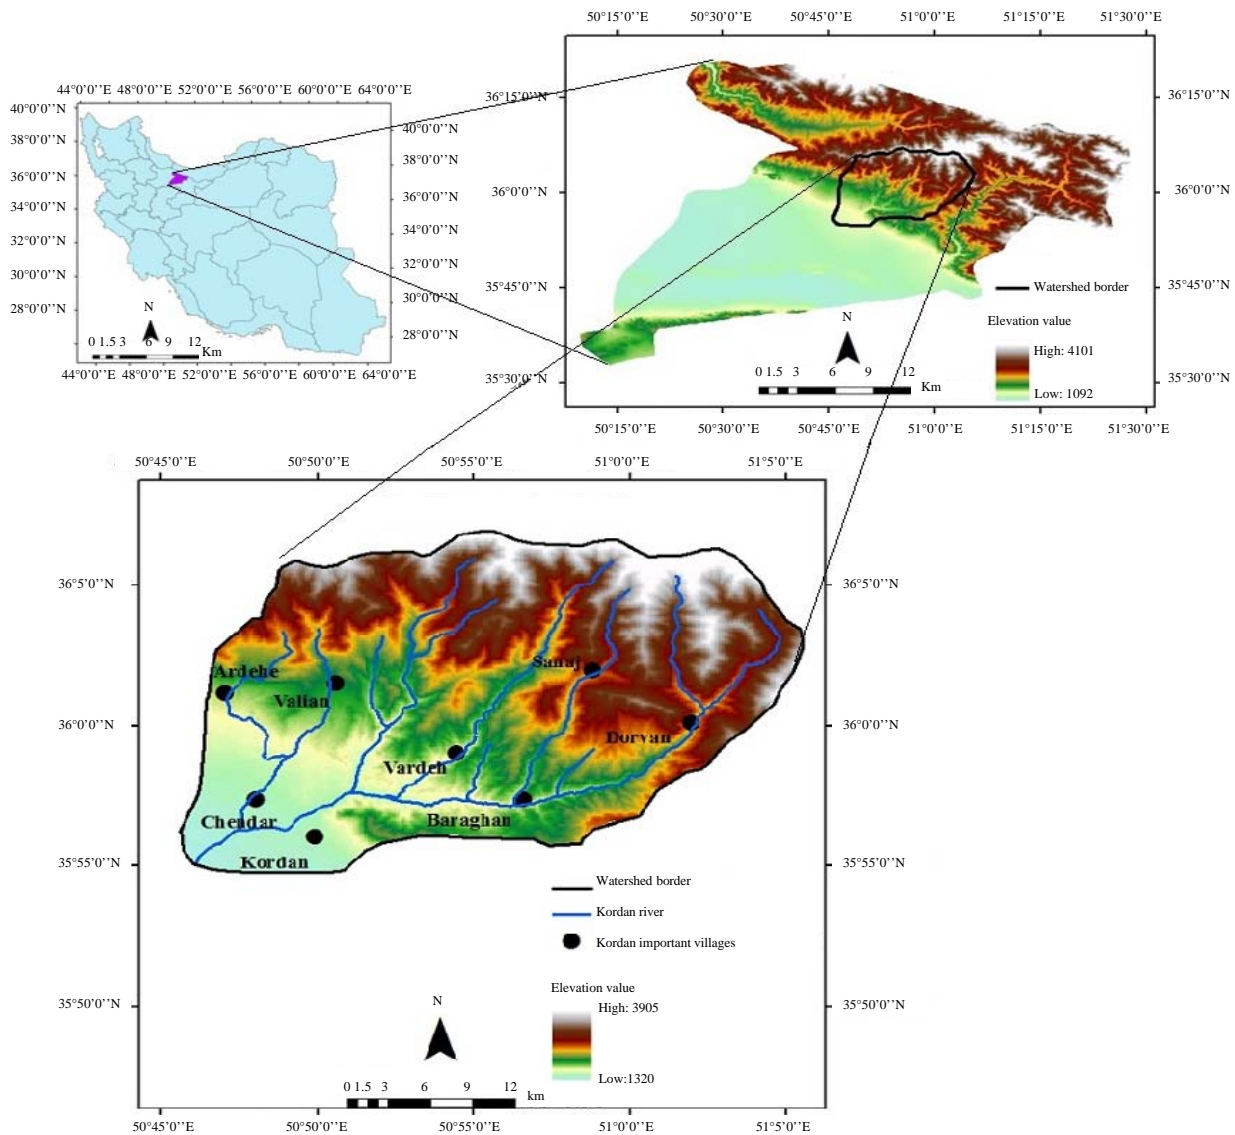 50°15'0''E 50°30'0''E 50°45'0''E 51°0'0''E 51°15'0''E 51°30'0''E
44°0'0''E 48°0'0''E 52°0'0''E 56°0'0''E 60°0'0''E 64°0'0''E
40°0'0''N
38°0'0''N
36°0'0''N
34°0'0''N
32°0'0''N
30°0'0''N
28°0'0''N
40°0'0''N
38°0'0''N
36°0'0''N
34°0'0''N
32°0'0''N
30°0'0''N
28°0'0''N
N
0 1.5 3 6 9 12
Km
44°0'0''E 48°0'0''E 52°0'0''E 56°0'0''E 60°0'0''E 64°0'0''E
36°15'0''N
36°0'0''N
35°45'0''N
35°30'0''N
36°15'0''N
36°0'0''N
35°45'0''N
35°30'0''N
Watershed border
Elevation value
High: 4101
Low: 1092
N
0 1.5 3 6 9 12
Km
50°15'0''E 50°30'0''E 50°45'0''E 51°0'0''E 51°15'0''E 51°30'0''E
50°45'0''E 50°50'0''E 50°55'0''E 51°0'0''E 51°5'0''E
36°5'0''N
36°0'0''N
35°55'0''N
35°50'0''N
36°5'0''N
36°0'0''N
35°55'0''N
35°50'0''N
Sanaj
Ardehe
Valian
Dorvan
Vardeh
Chendar
Baraghan
Kordan
Watershed border
Kordan river
Kordan important villages
Elevation value
High: 3905
Low:1320
N
0 1.5 3 6 9 12
km
50°45'0''E 50°50'0''E 50°55'0''E 51°0'0''E 51°5'0''E